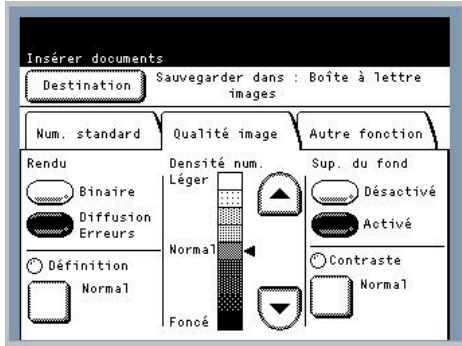 Insérer documents
Destination
Sauvegarder dans : Boîte à lettre
images
Num. standard
Qualité image
Autre fonction
Rendu
Binaire
Diffusion
Erreurs
Définition
Normal
Densité num.
Léger
Normal
Foncé
Sup. du fond
Désactivé
Activé
Contraste
Normal